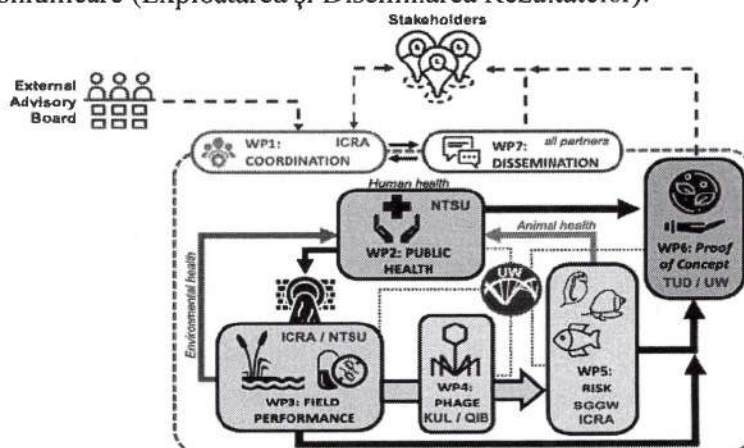 (Exploatarea și Diseminarea Rezultatelor).
Stakeholders
External
Advisory
Board
WP1: ICRA
COORDINATION
WP7: all partners
DISSEMINATION
Human health
NTSU
WP2: PUBLIC
HEALTH
Animal health
WP6: Proof
of Concept
TUD / UW
Environmental health
UW
ICRA / NTSU
WP3: FIELD
PERFORMANCE
WP4:
PHAGE
KUL / QIB
WP5:
RISK
SGGW
ICRA